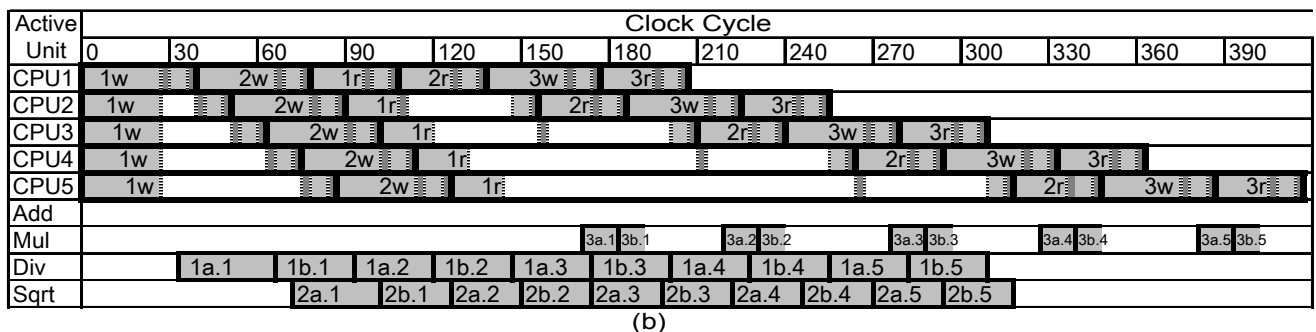 Active Clock Cycle
Unit 0 30 60 90 120 150 180 210 240 270 300 330 360 390
CPU1 1w 2w 1r 2r 3w 3r
CPU2 1w 2w 1r 2r 3w 3r
CPU3 1w 2w 1r 2r 3w 3r
CPU4 1w 2w 1r 2r 3w 3r
CPU5 1w 2w 1r 2r 3w 3r
Add
Mul 3a.1 3b.1 3a.2 3b.2 3a.3 3b.3 3a.4 3b.4 3a.5 3b.5
Div 1a.1 1b.1 1a.2 1b.2 1a.3 1b.3 1a.4 1b.4 1a.5 1b.5
Sqrt 2a.1 2b.1 2a.2 2b.2 2a.3 2b.3 2a.4 2b.4 2a.5 2b.5
(b)